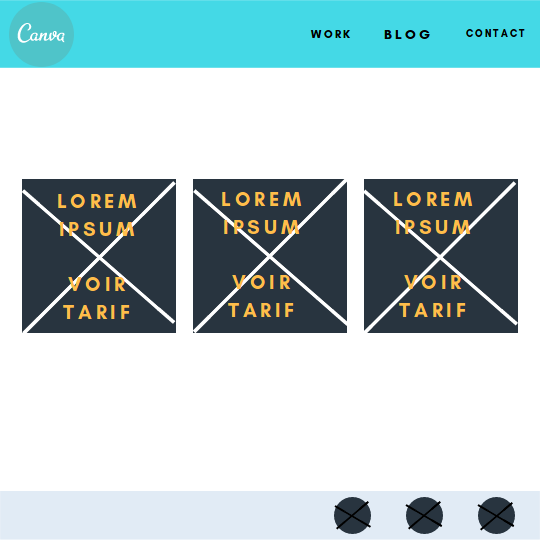 Canva
WORK
BLOG
CONTACT
LOREM
IPSUM
VOIR
TARIF
LOREM
IPSUM
VOIR
TARIF
LOREM
IPSUM
VOIR
TARIF